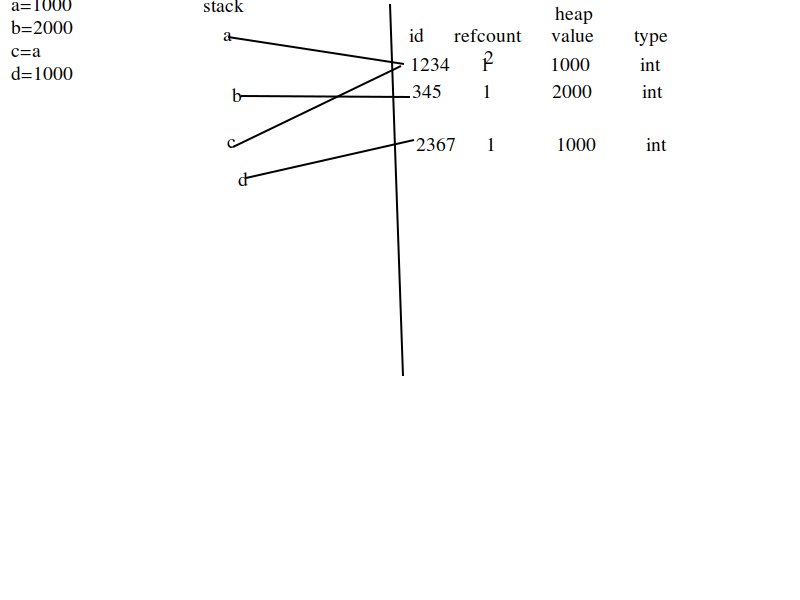 a=1000
b=2000
c=a
d=1000
stack
a
b
c
d
heap
id refcount value type
1234 1 2 1000 int
345 1 2000 int
2367 1 1000 int